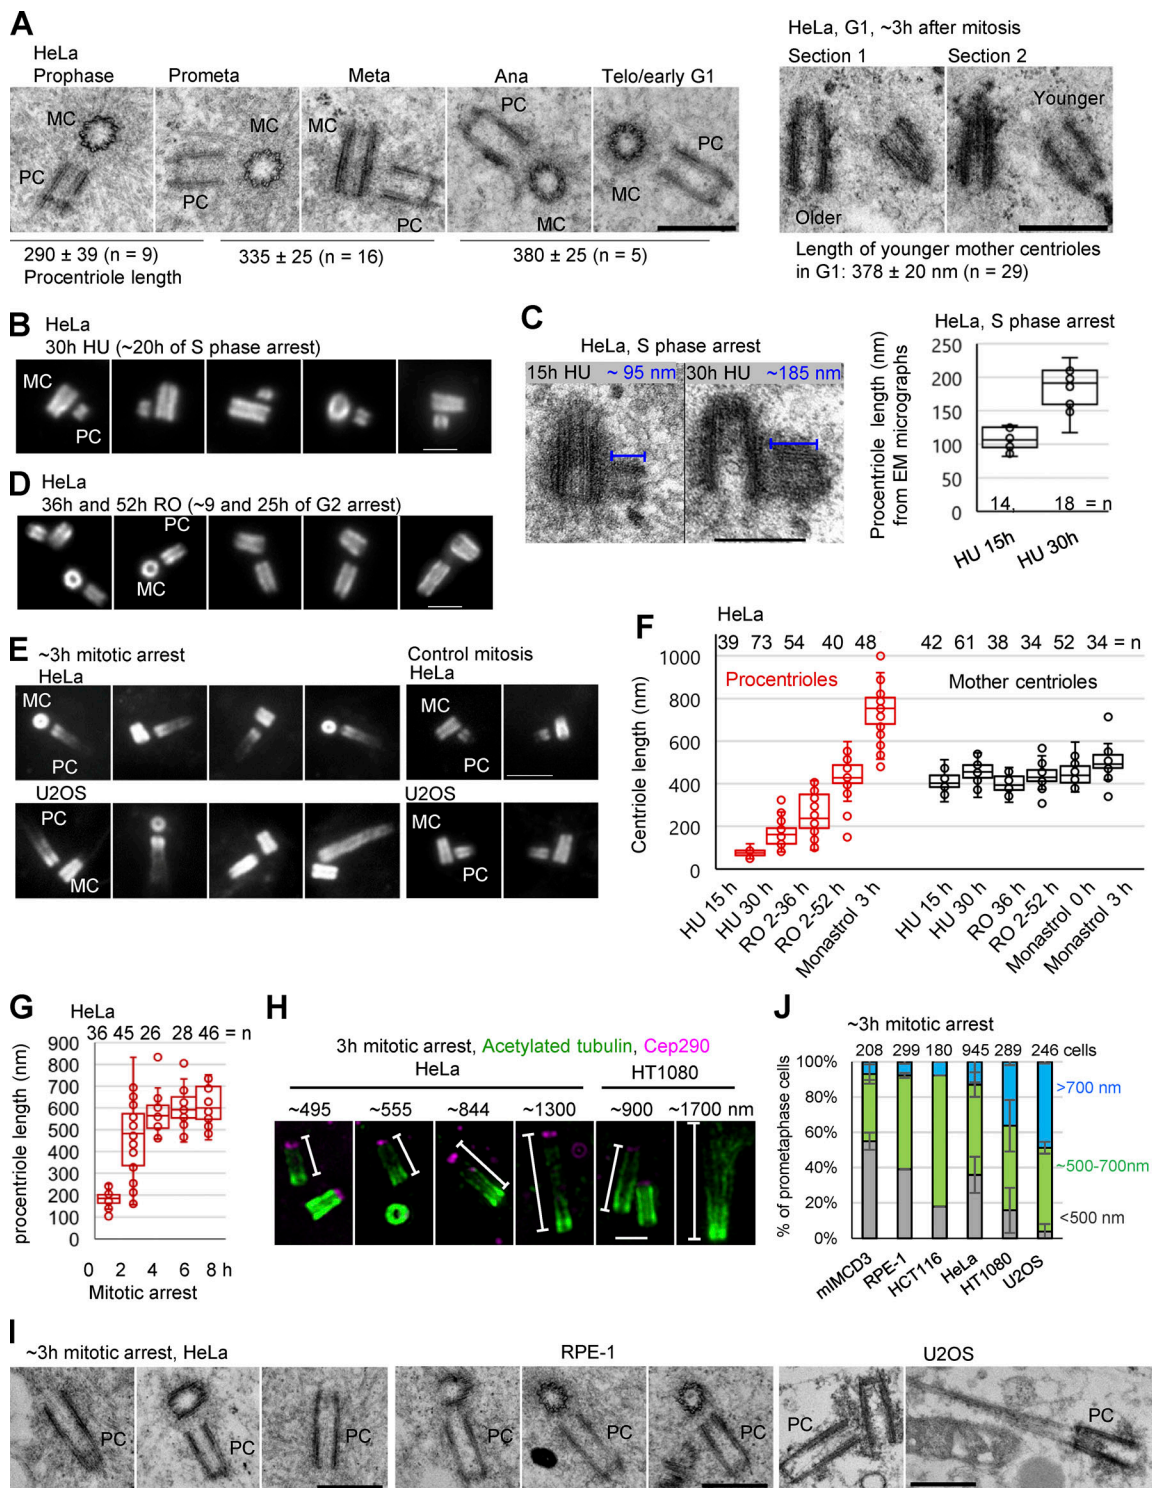 A
HeLa
Prophase
Prometa
Meta
Ana
Telo/early G1
MC
PC
MC
PC
MC
PC
PC
MC
PC
MC
290 ± 39 (n = 9)
335 ± 25 (n = 16)
380 ± 25 (n = 5)
Procentriole length
HeLa, G1, ~3h after mitosis
Section 1
Section 2
Older
Younger
Length of younger mother centrioles
in G1: 378 ± 20 nm (n = 29)
B
HeLa
30h HU (~20h of S phase arrest)
MC
PC
C
HeLa, S phase arrest
15h HU ~ 95 nm
30h HU ~185 nm
HeLa, S phase arrest
Procentriole length (nm)
from EM micrographs
250
200
150
100
50
0
14,
18 = n
HU 15h
HU 30h
D
HeLa
36h and 52h RO (~9 and 25h of G2 arrest)
PC
MC
E
~3h mitotic arrest
HeLa
MC
PC
Control mitosis
HeLa
MC
PC
U2OS
PC
MC
U2OS
MC
PC
F
HeLa
39 73 54 40 48
42 61 38 34 52 34 = n
Procentrioles
Mother centrioles
Centriole length (nm)
1000
800
600
400
200
0
HU 15 h
HU 30 h
RO 2-36 h
RO 2-52 h
Monastrol 3 h
HU 15 h
HU 30 h
RO 36 h
RO 2-52 h
Monastrol 0 h
Monastrol 3 h
G
HeLa
36 45 26 28 46 = n
procentriole length (nm)
900
800
700
600
500
400
300
200
100
0
0 2 4 6 8 h
Mitotic arrest
H
3h mitotic arrest, Acetylated tubulin, Cep290
HeLa
HT1080
~495
~555
~844
~1300
~900
~1700 nm
J
~3h mitotic arrest
208 299 180 945 289 246 cells
% of prometaphase cells
100%
80%
60%
40%
20%
0%
>700 nm
~500-700nm
<500 nm
mIMCD3
RPE-1
HCT116
HeLa
HT1080
U2OS
I
~3h mitotic arrest, HeLa
RPE-1
U2OS
PC
PC
PC
PC
PC
PC
PC
PC